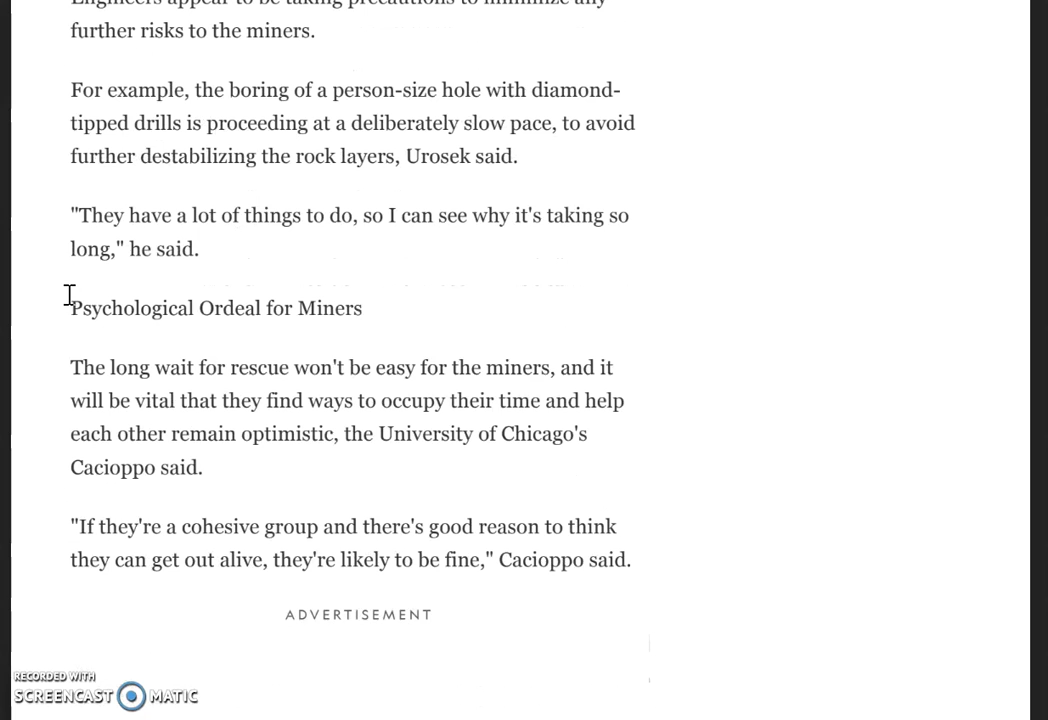 Engineers appear to be taking precautions to minimize any
further risks to the miners.
For example, the boring of a person-size hole with diamond-
tipped drills is proceeding at a deliberately slow pace, to avoid
further destabilizing the rock layers, Urosek said.
"They have a lot of things to do, so I can see why it's taking so
long," he said.
Psychological Ordeal for Miners
The long wait for rescue won't be easy for the miners, and it
will be vital that they find ways to occupy their time and help
each other remain optimistic, the University of Chicago's
Cacioppo said.
"If they're a cohesive group and there's good reason to think
they can get out alive, they're likely to be fine," Cacioppo said.
ADVERTISEMENT
RECORDED WITH
SCREENCAST MATIC